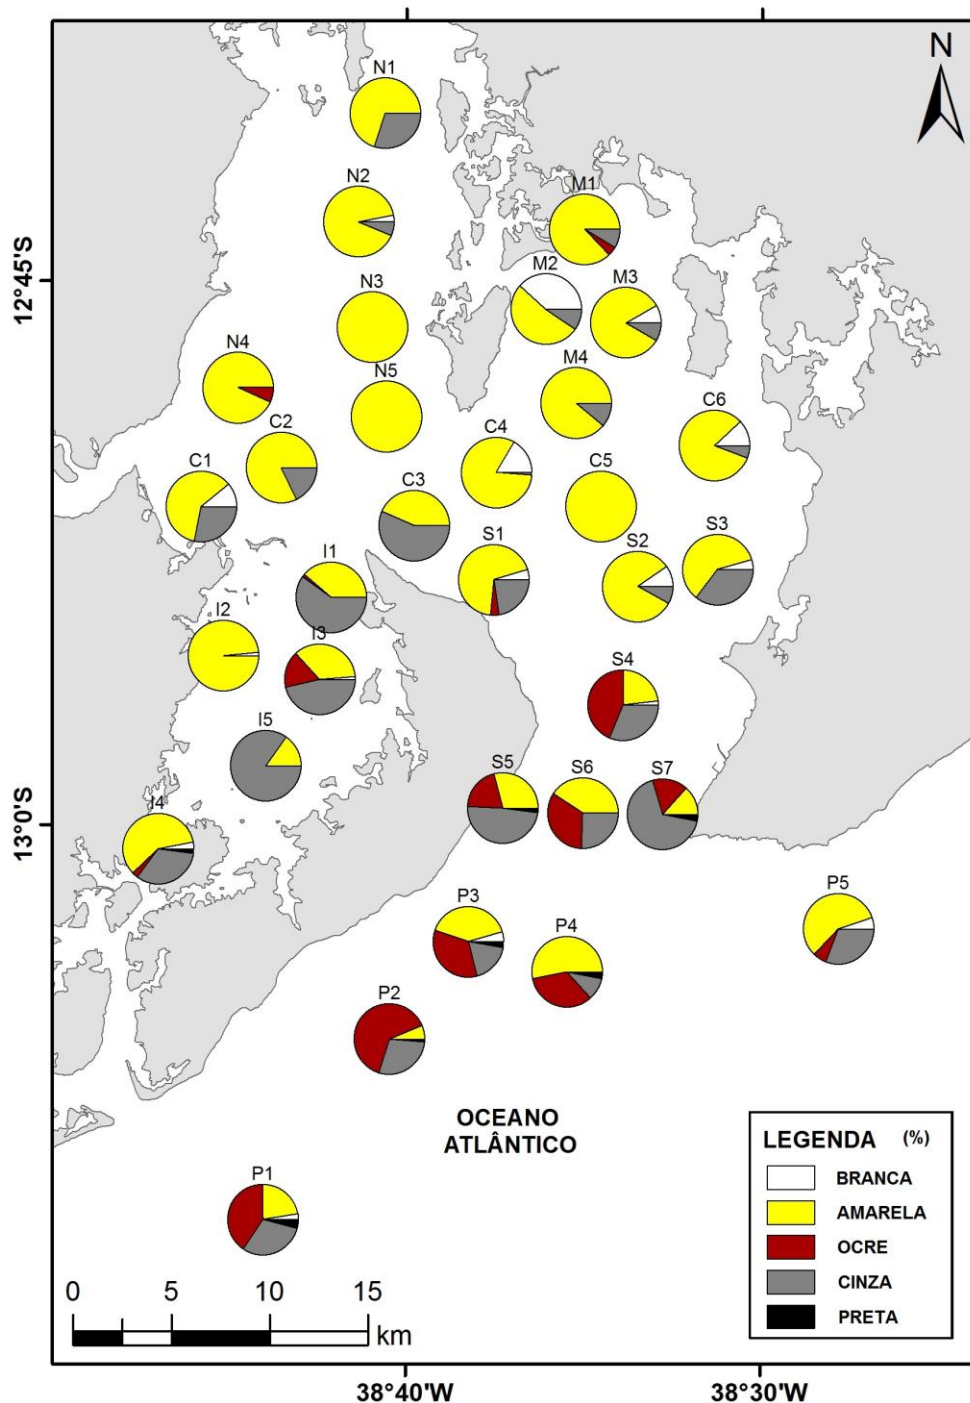 N
N1
N2
M1
M2
M3
N3
N4
N5
M4
C6
C4
C2
C1
C3
C5
S1
S2
S3
I1
I2
I3
S4
I5
S5
S6
S7
I4
P3
P4
P5
P2
P1
12°45'S
13°0'S
OCEANO
ATLÂNTICO
LEGENDA (%)
BRANCA
AMARELA
OCRE
CINZA
PRETA
0 5 10 15
km
38°40'W 38°30'W